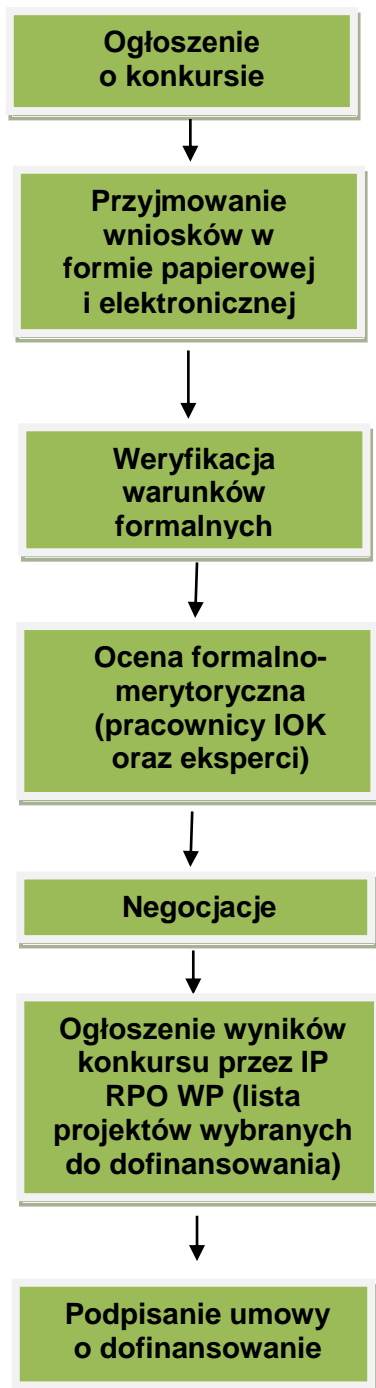 Ogłoszenie
o konkursie
Przyjmowanie
wniosków w
formie papierowej
i elektronicznej
Weryfikacja
warunków
formalnych
Ocena formalno-
merytoryczna
(pracownicy IOK
oraz eksperci)
Negocjacje
Ogłoszenie wyników
konkursu przez IP
RPO WP (lista
projektów wybranych
do dofinansowania)
Podpisanie umowy
o dofinansowanie